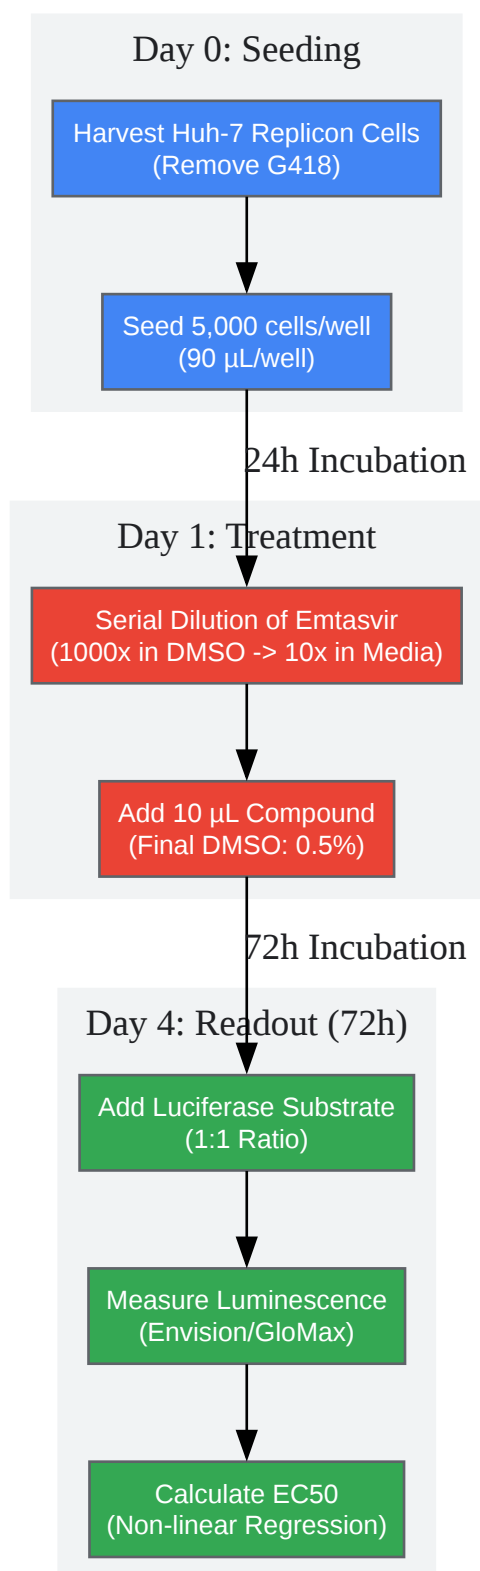 Day 0: Seeding
Harvest Huh-7 Replicon Cells
(Remove G418)
Seed 5,000 cells/well
(90 µL/well)
24h Incubation
Day 1: Treatment
Serial Dilution of Emtasvir
(1000x in DMSO -> 10x in Media)
Add 10 µL Compound
(Final DMSO: 0.5%)
72h Incubation
Day 4: Readout (72h)
Add Luciferase Substrate
(1:1 Ratio)
Measure Luminescence
(Envision/GloMax)
Calculate EC50
(Non-linear Regression)